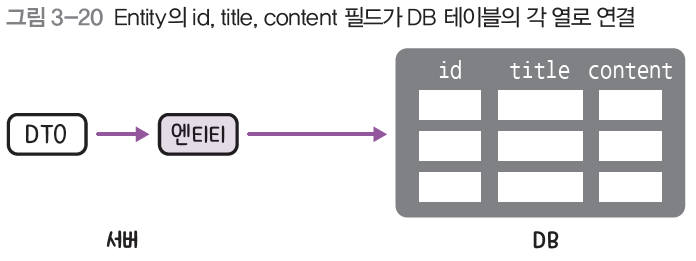 그림 3-20 Entity의 id, title, content 필드가 DB 테이블의 각 열로 연결
id title content
DTO 엔티티
서버 DB